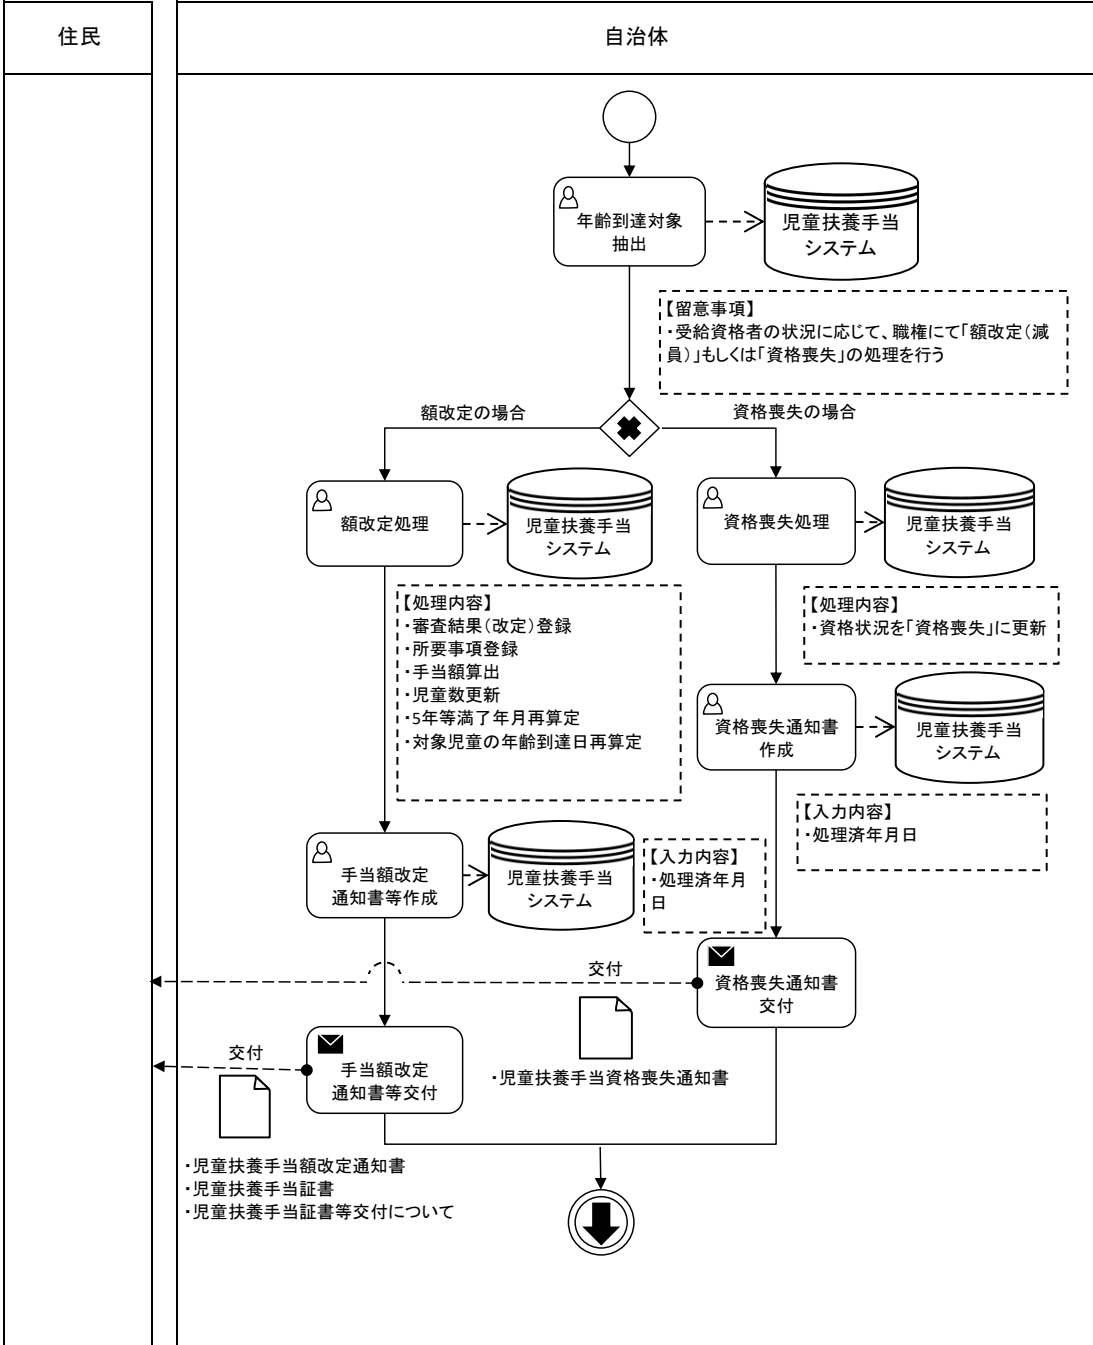 住民
自治体
年齢到達対象
抽出
児童扶養手当
システム
【留意事項】
・受給資格者の状況に応じて、職権にて「額改定（減
員）」もしくは「資格喪失」の処理を行う
額改定の場合
資格喪失の場合
額改定処理
児童扶養手当
システム
資格喪失処理
児童扶養手当
システム
【処理内容】
・審査結果（改定）登録
・所要事項登録
・手当額算出
・児童数更新
・5年等満了年月再算定
・対象児童の年齢到達日再算定
【処理内容】
・資格状況を「資格喪失」に更新
資格喪失通知書
作成
児童扶養手当
システム
【入力内容】
・処理済年月日
手当額改定
通知書等作成
児童扶養手当
システム
【入力内容】
・処理済年月
日
交付
資格喪失通知書
交付
・児童扶養手当資格喪失通知書
交付
手当額改定
通知書等交付
・児童扶養手当額改定通知書
・児童扶養手当証書
・児童扶養手当証書等交付について